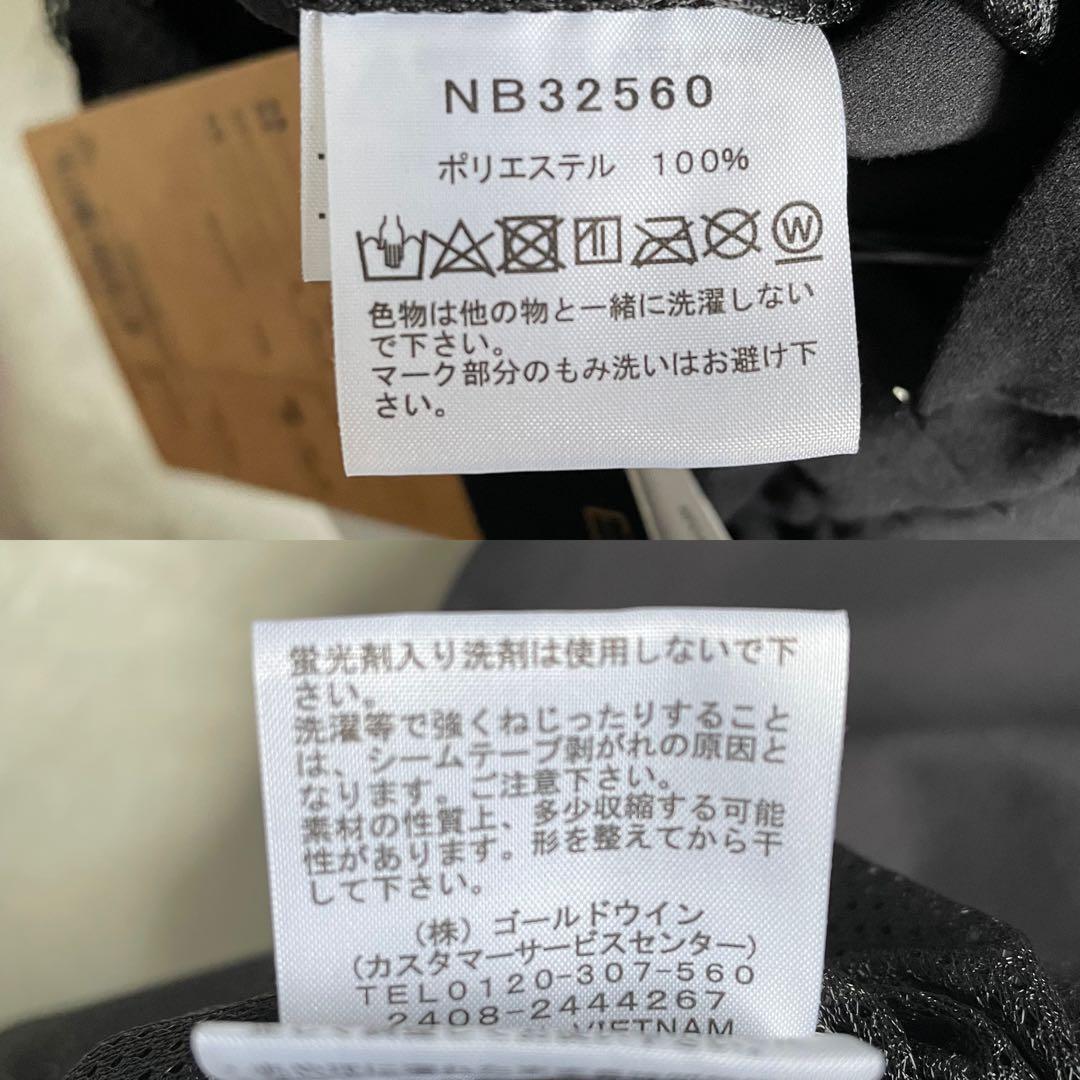 NB32560
ポリエステル 100%
W
色物は他の物と一緒に洗濯しない
で下さい。
マーク部分のもみ洗いはお避け下
さい。
蛍光剤入り洗剤は使用しないで下
さい。
洗濯等で強くねじったりすること
は、シームテープ剥がれの原因と
なります。ご注意下さい。
素材の性質上、多少収縮する可能
性があります。形を整えてから干
して下さい。
(株) ゴールドウイン
(カスタマーサービスセンター)
TEL0120-307-560
2408-2444267
VIETNAM